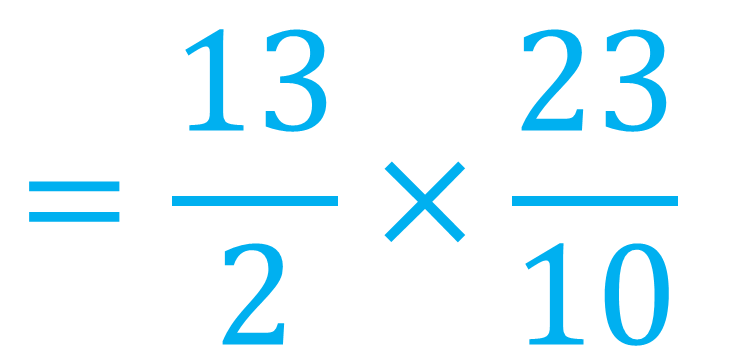 = 13/2 × 23/10